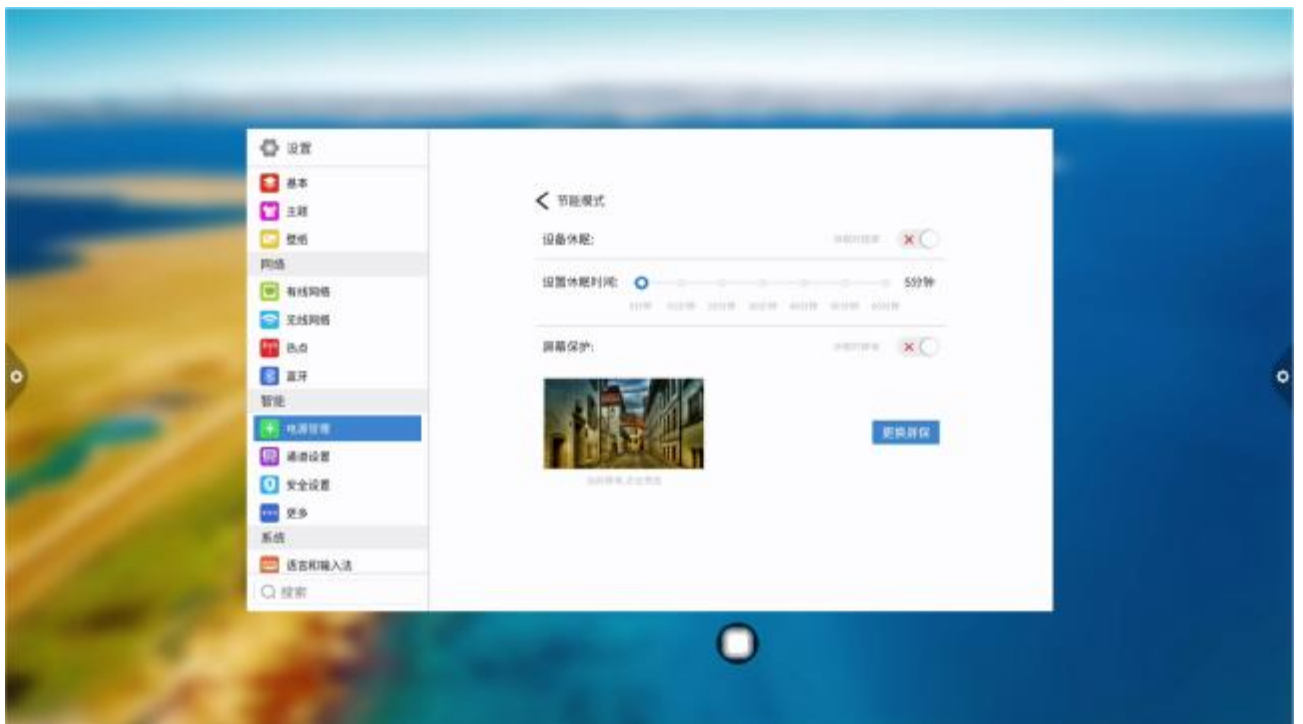 设置
基本
主题
壁纸
网络
有线网络
无线网络
热点
蓝牙
智能
电源管理
通道设置
安全设置
更多
系统
语言和输入法
搜索
节能模式
设备休眠:
设置休眠时间: 5分钟
屏幕保护:
更换屏保